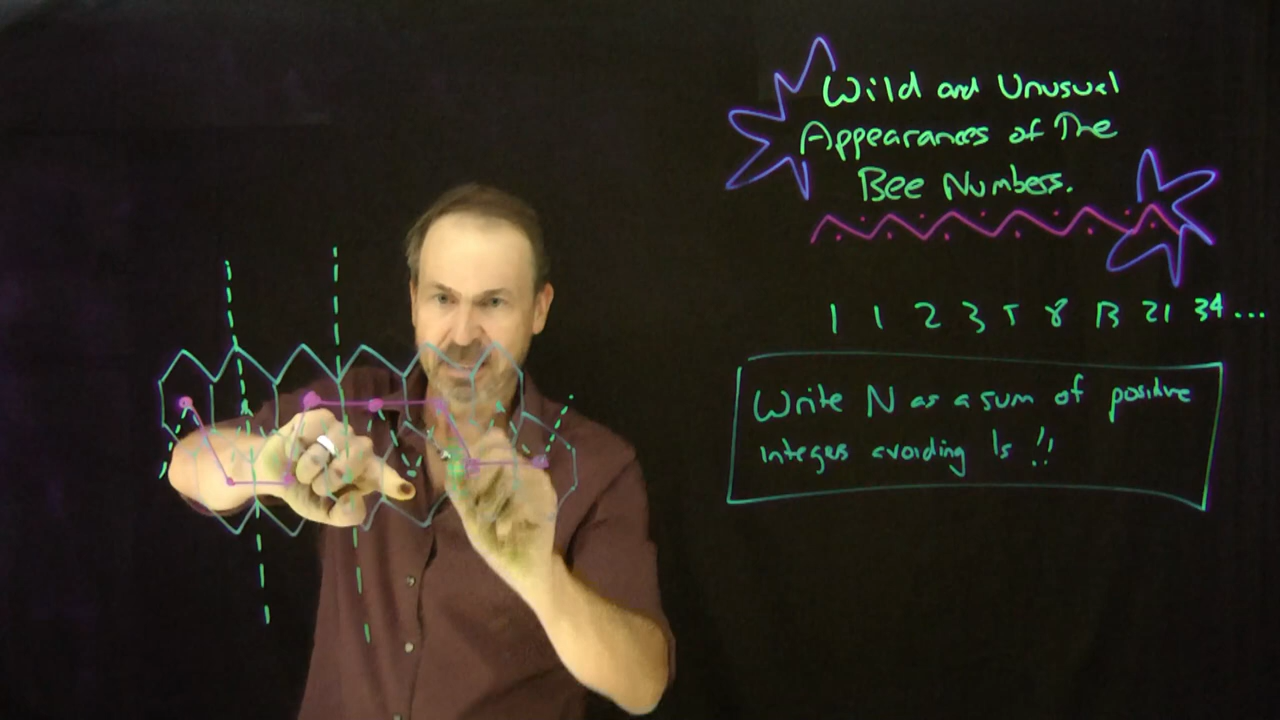 Wild and Unusual
Appearances of The
Bee Numbers.
1 1 2 3 5 8 13 21 34...
Write N as a sum of positive
integers avoiding 1s !!